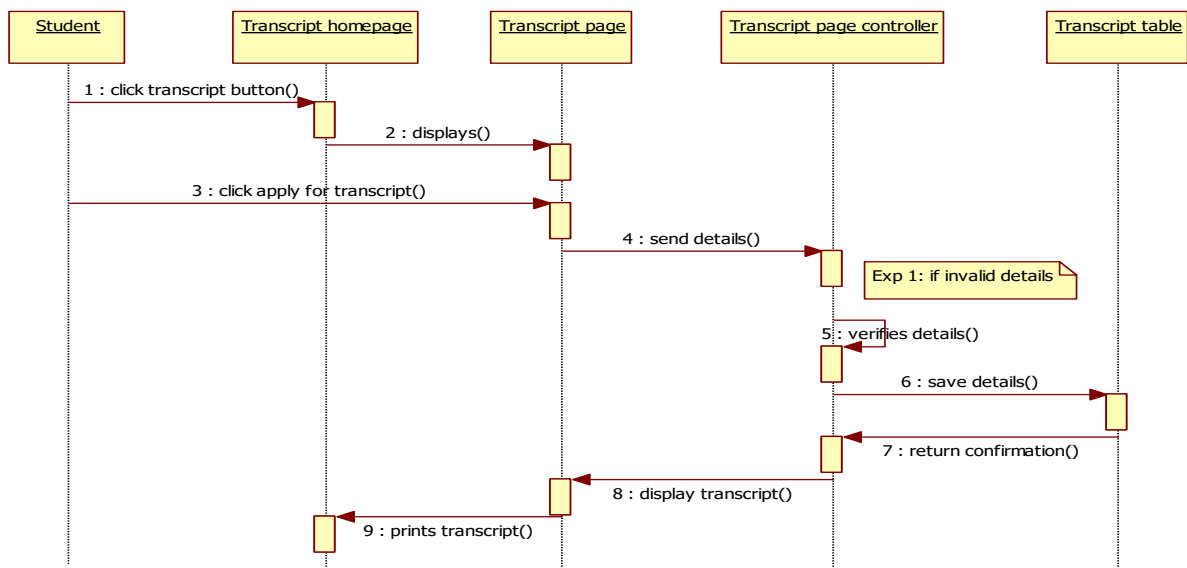 Student
Transcript homepage
Transcript page
Transcript page controller
Transcript table
1 : click transcript button()
2 : displays()
3 : click apply for transcript()
4 : send details()
Exp 1: if invalid details
5 : verifies details()
6 : save details()
7 : return confirmation()
8 : display transcript()
9 : prints transcript()